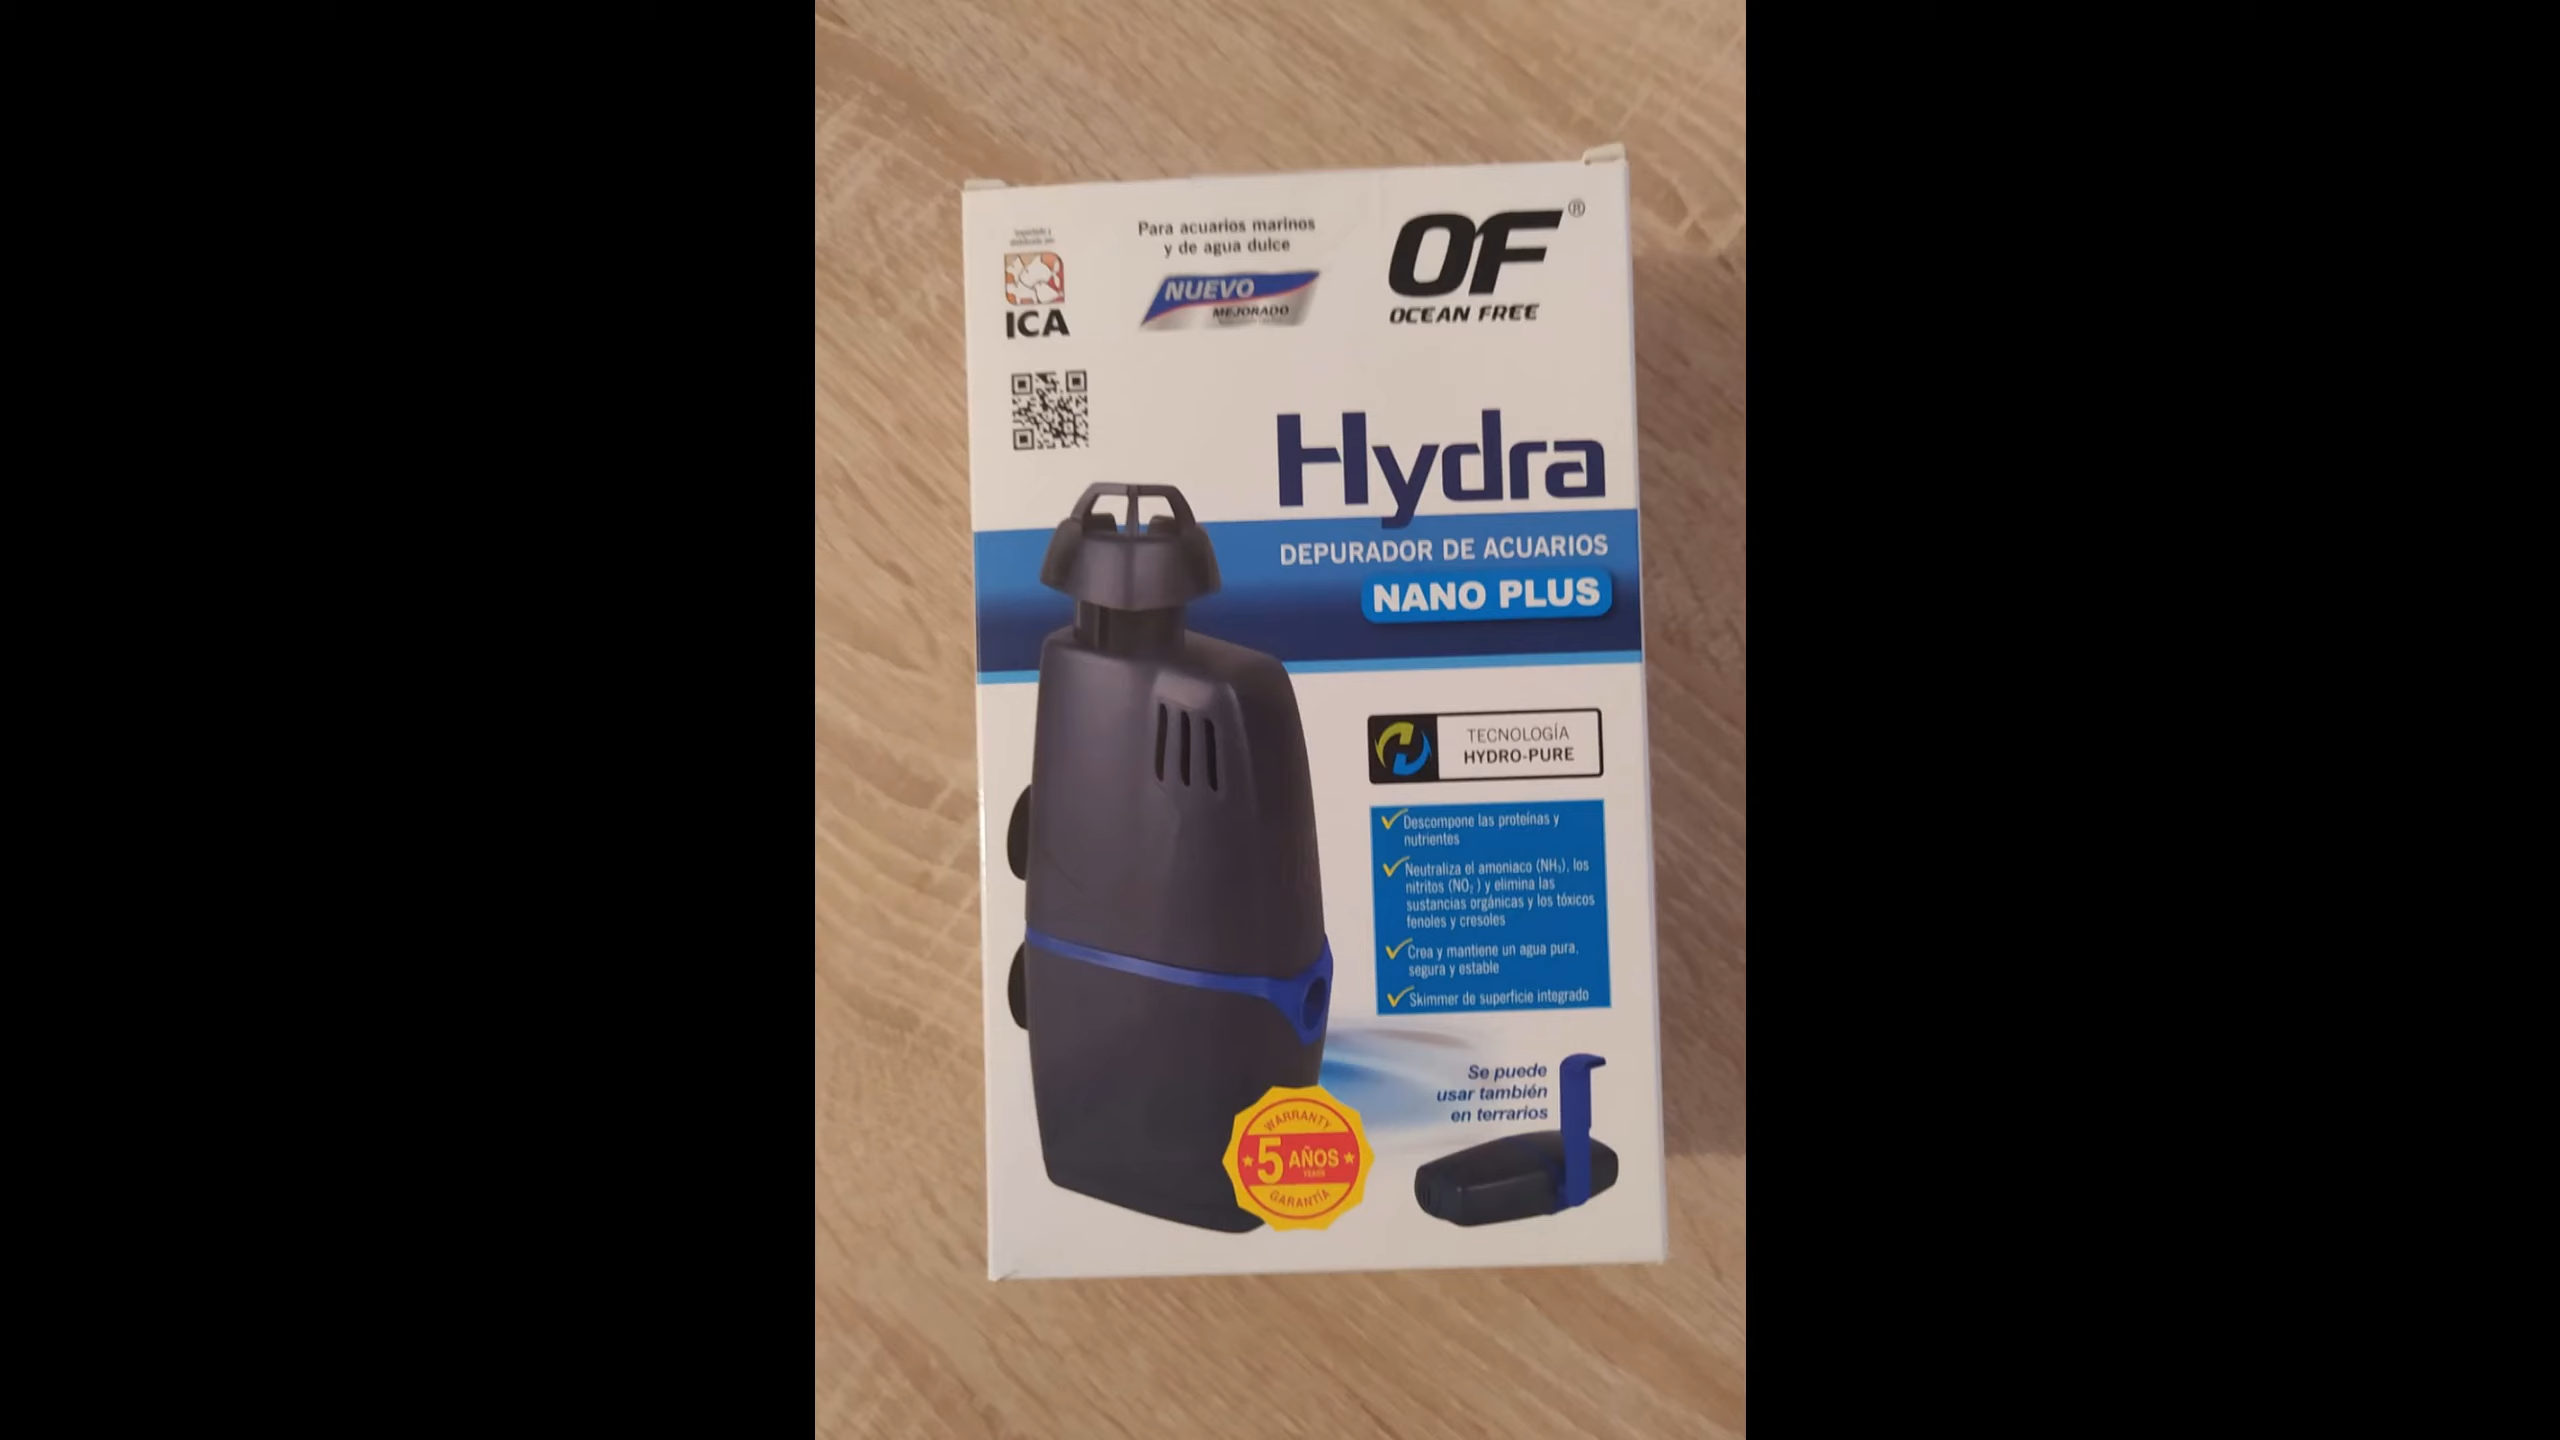 Para acuarios marinos
y de agua dulce
NUEVO
MEJORADO
OF®
OCEAN FREE
ICA
Hydra
DEPURADOR DE ACUARIOS
NANO PLUS
TECNOLOGÍA
HYDRO-PURE
Descompone las proteínas y
nutrientes
Neutraliza el amoniaco (NH₃), los
nitritos (NO₂⁻) y elimina las
sustancias orgánicas y los tóxicos
fenoles y cresoles
Crea y mantiene un agua pura,
segura y estable
Skimmer de superficie integrado
Se puede
usar también
en terrarios
WARRANTY
5 AÑOS
YEARS
GARANTÍA